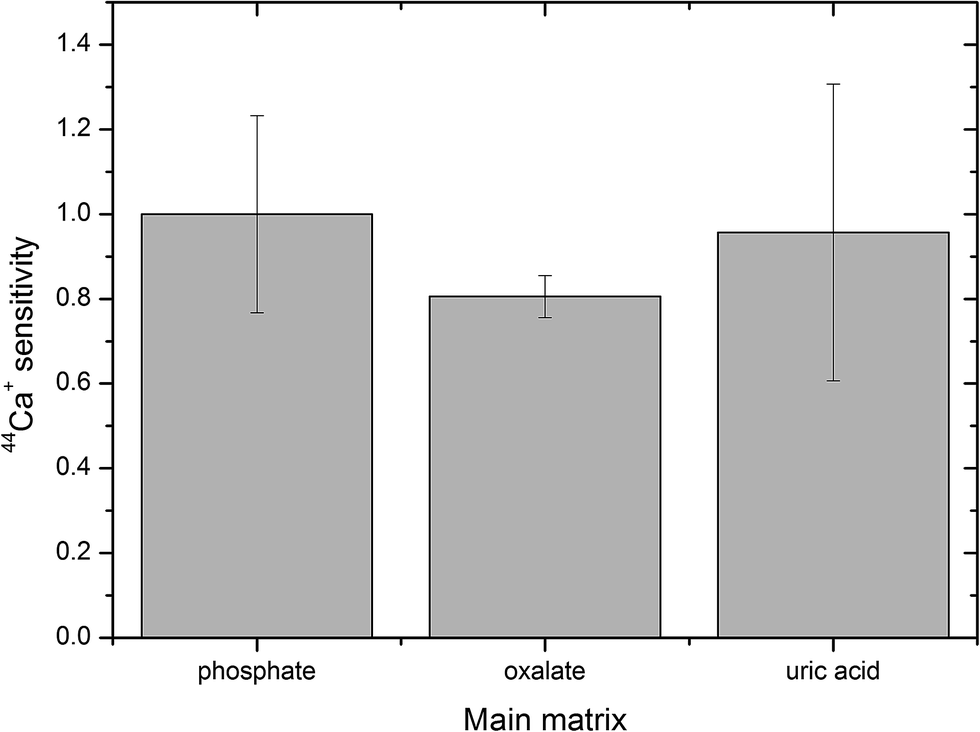 1.4
1.2
1.0
0.8
0.6
0.4
0.2
0.0
⁴⁴Ca⁺ sensitivity
phosphate oxalate uric acid
Main matrix